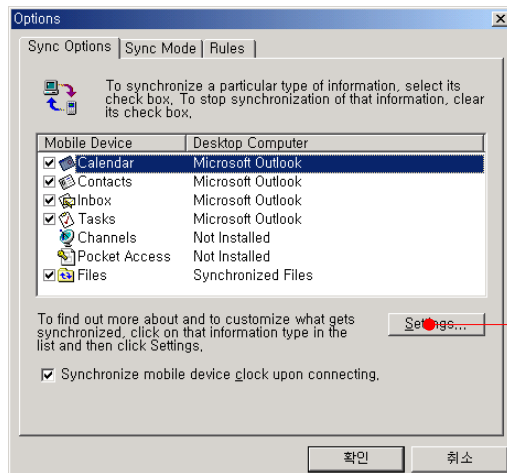 Options
Sync Options Sync Mode Rules
To synchronize a particular type of information, select its
check box, To stop synchronization of that information, clear
its check box,
Mobile Device Desktop Computer
Calendar Microsoft Outlook
Contacts Microsoft Outlook
Inbox Microsoft Outlook
Tasks Microsoft Outlook
Channels Not Installed
Pocket Access Not Installed
Files Synchronized Files
To find out more about and to customize what gets
synchronized, click on that information type in the
list and then click Settings,
Settings...
Synchronize mobile device clock upon connecting,
확인 취소